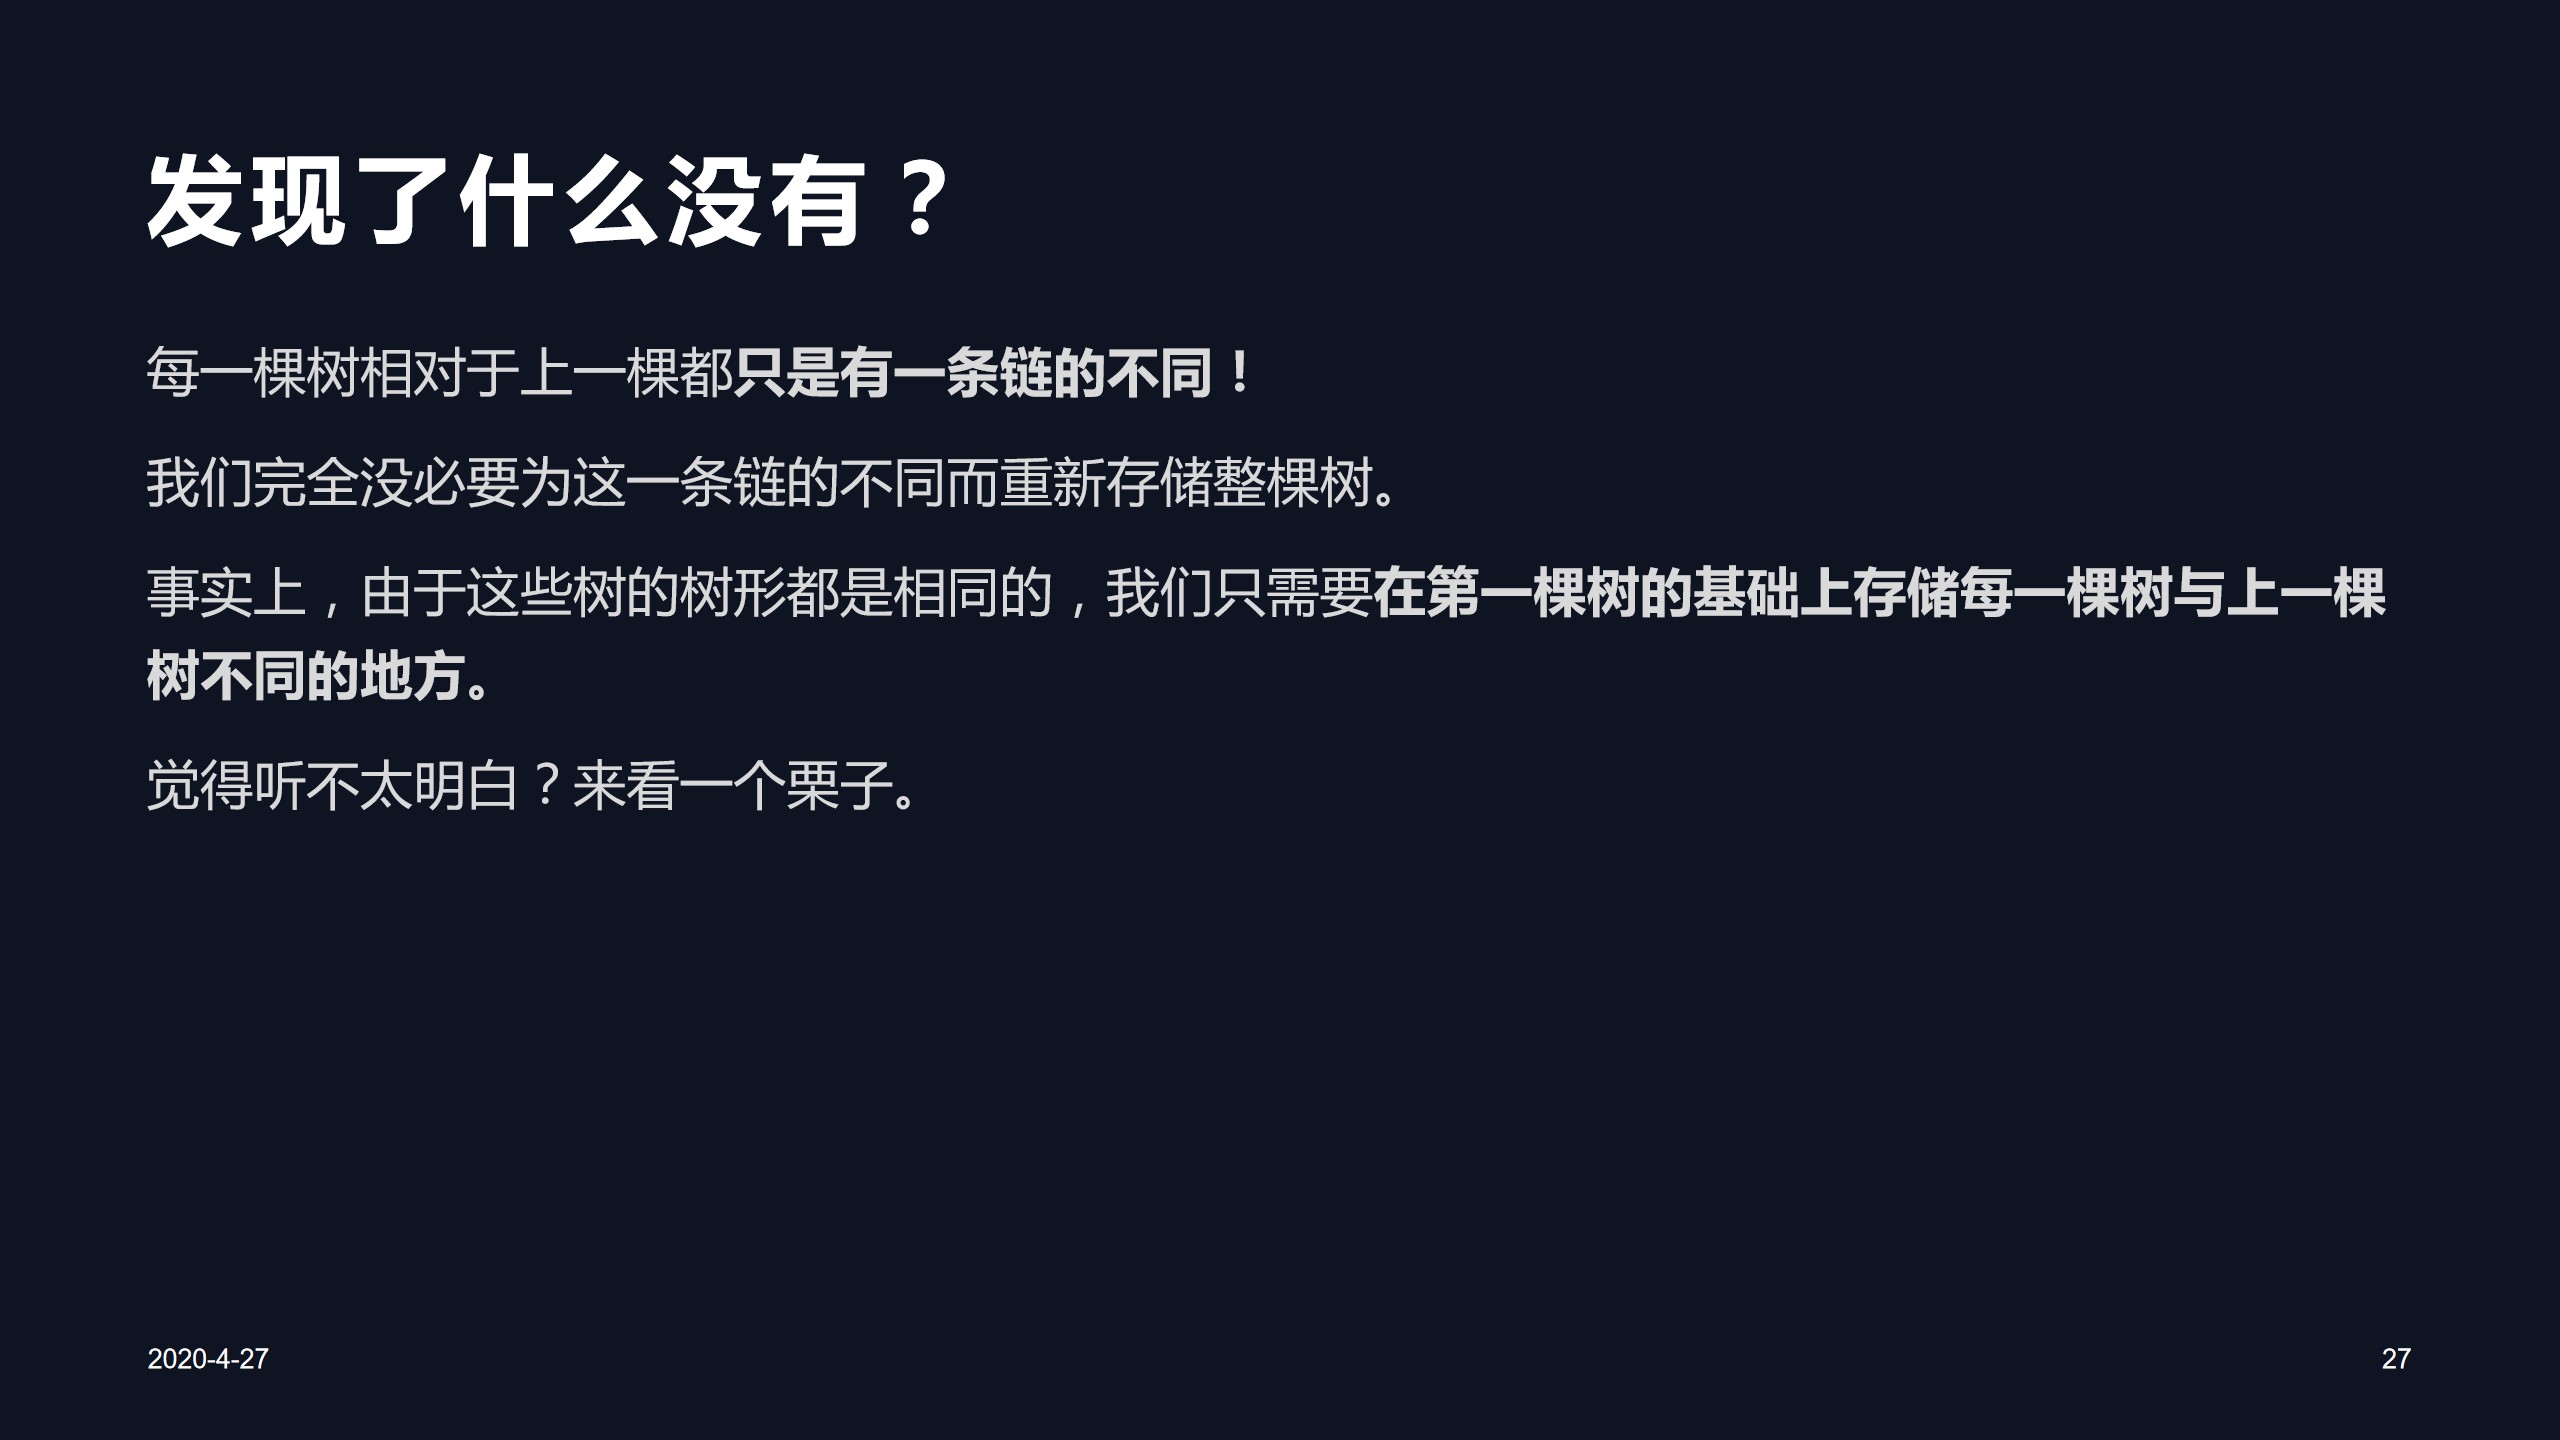 发现了什么没有？
每一棵树相对于上一棵都只是有一条链的不同！
我们完全没必要为这一条链的不同而重新存储整棵树。
事实上，由于这些树的树形都是相同的，我们只需要在第一棵树的基础上存储每一棵树与上一棵
树不同的地方。
觉得听不太明白？来看一个栗子。
2020-4-27
27